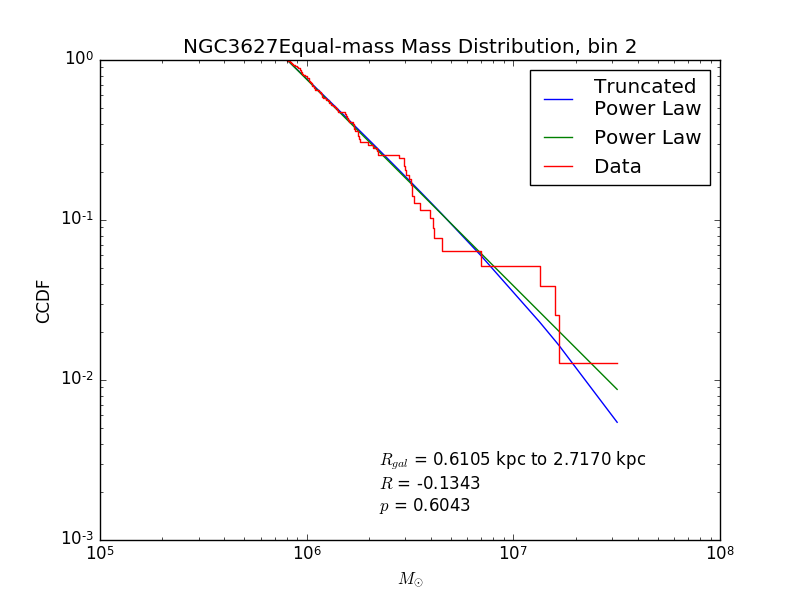 NGC3627Equal-mass Mass Distribution, bin 2
10^0
10^-1
10^-2
10^-3
CCDF
Truncated
Power Law
Power Law
Data
R_gal = 0.6105 kpc to 2.7170 kpc
R = -0.1343
p = 0.6043
10^5
10^6
10^7
10^8
M_⊙